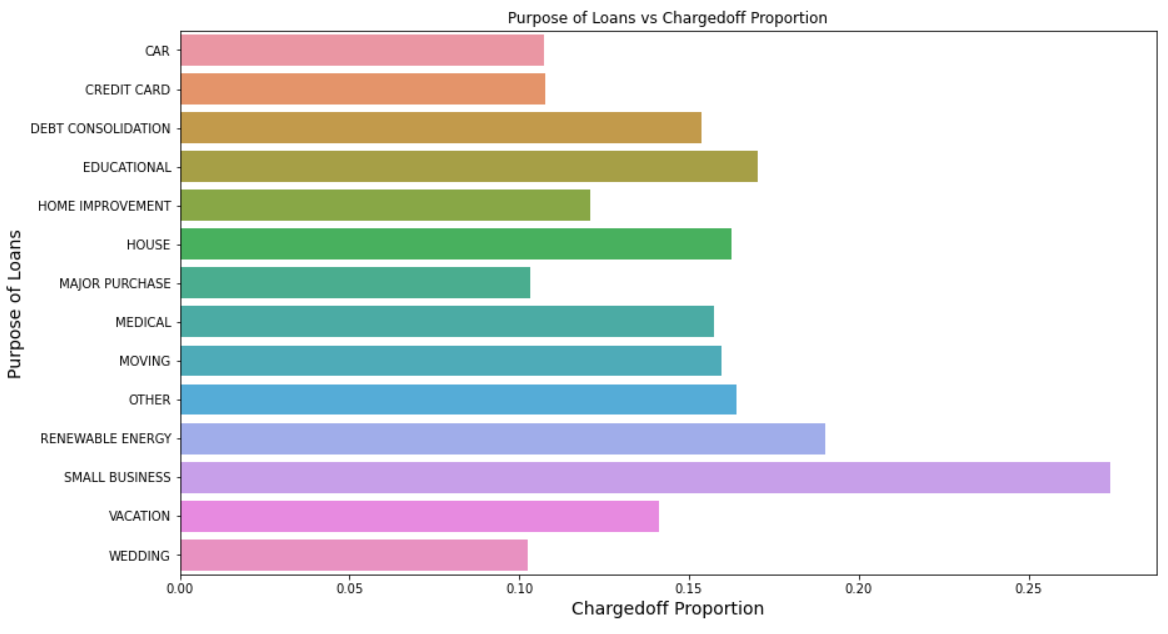 Purpose of Loans vs Chargedoff Proportion
Purpose of Loans
CAR
CREDIT CARD
DEBT CONSOLIDATION
EDUCATIONAL
HOME IMPROVEMENT
HOUSE
MAJOR PURCHASE
MEDICAL
MOVING
OTHER
RENEWABLE ENERGY
SMALL BUSINESS
VACATION
WEDDING
0.00 0.05 0.10 0.15 0.20 0.25
Chargedoff Proportion